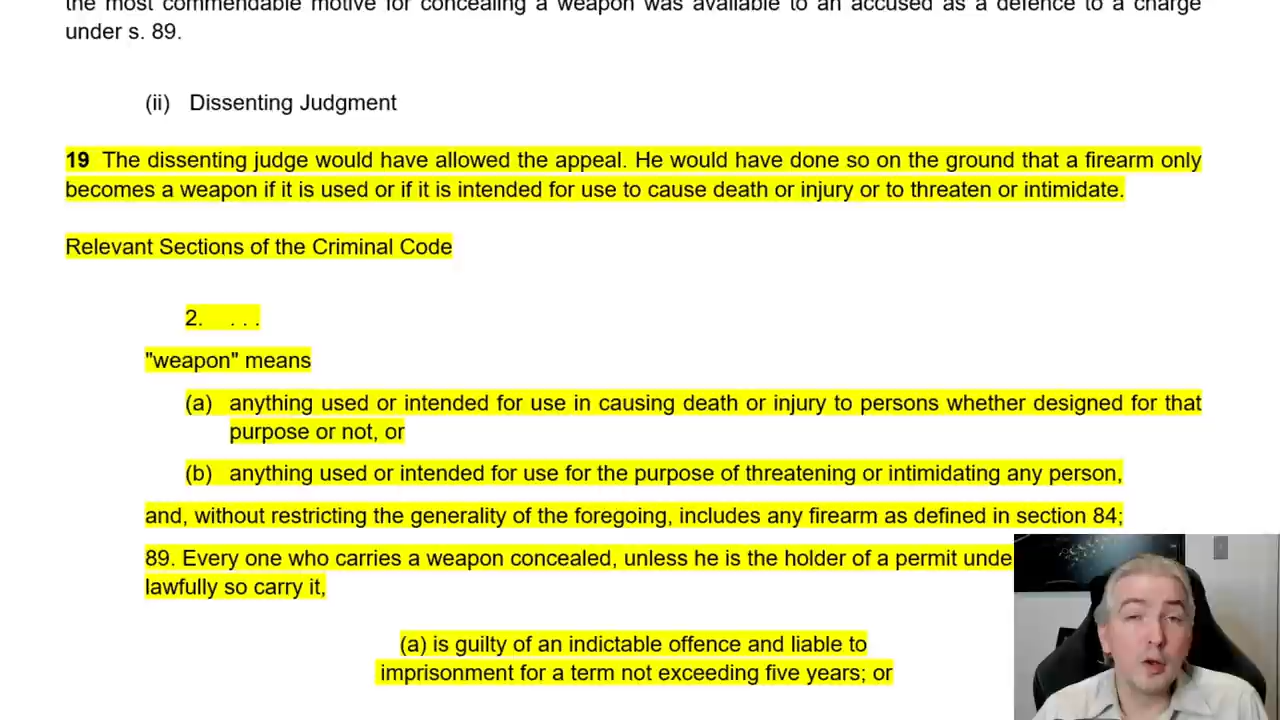 the most commendable motive for concealing a weapon was available to an accused as a defence to a charge
under s. 89.
(ii) Dissenting Judgment
19 The dissenting judge would have allowed the appeal. He would have done so on the ground that a firearm only
becomes a weapon if it is used or if it is intended for use to cause death or injury or to threaten or intimidate.
Relevant Sections of the Criminal Code
2. . . .
"weapon" means
(a) anything used or intended for use in causing death or injury to persons whether designed for that
purpose or not, or
(b) anything used or intended for use for the purpose of threatening or intimidating any person,
and, without restricting the generality of the foregoing, includes any firearm as defined in section 84;
89. Every one who carries a weapon concealed, unless he is the holder of a permit unde
lawfully so carry it,
(a) is guilty of an indictable offence and liable to
imprisonment for a term not exceeding five years; or